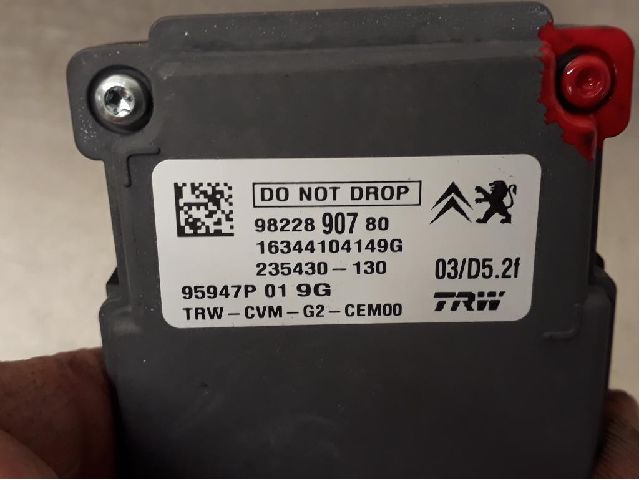 DO NOT DROP
98228 907 80
16344104149G
235430-130
03/D5.2f
95947P 01 9G
TRW
TRW-CVM-G2-CEM00